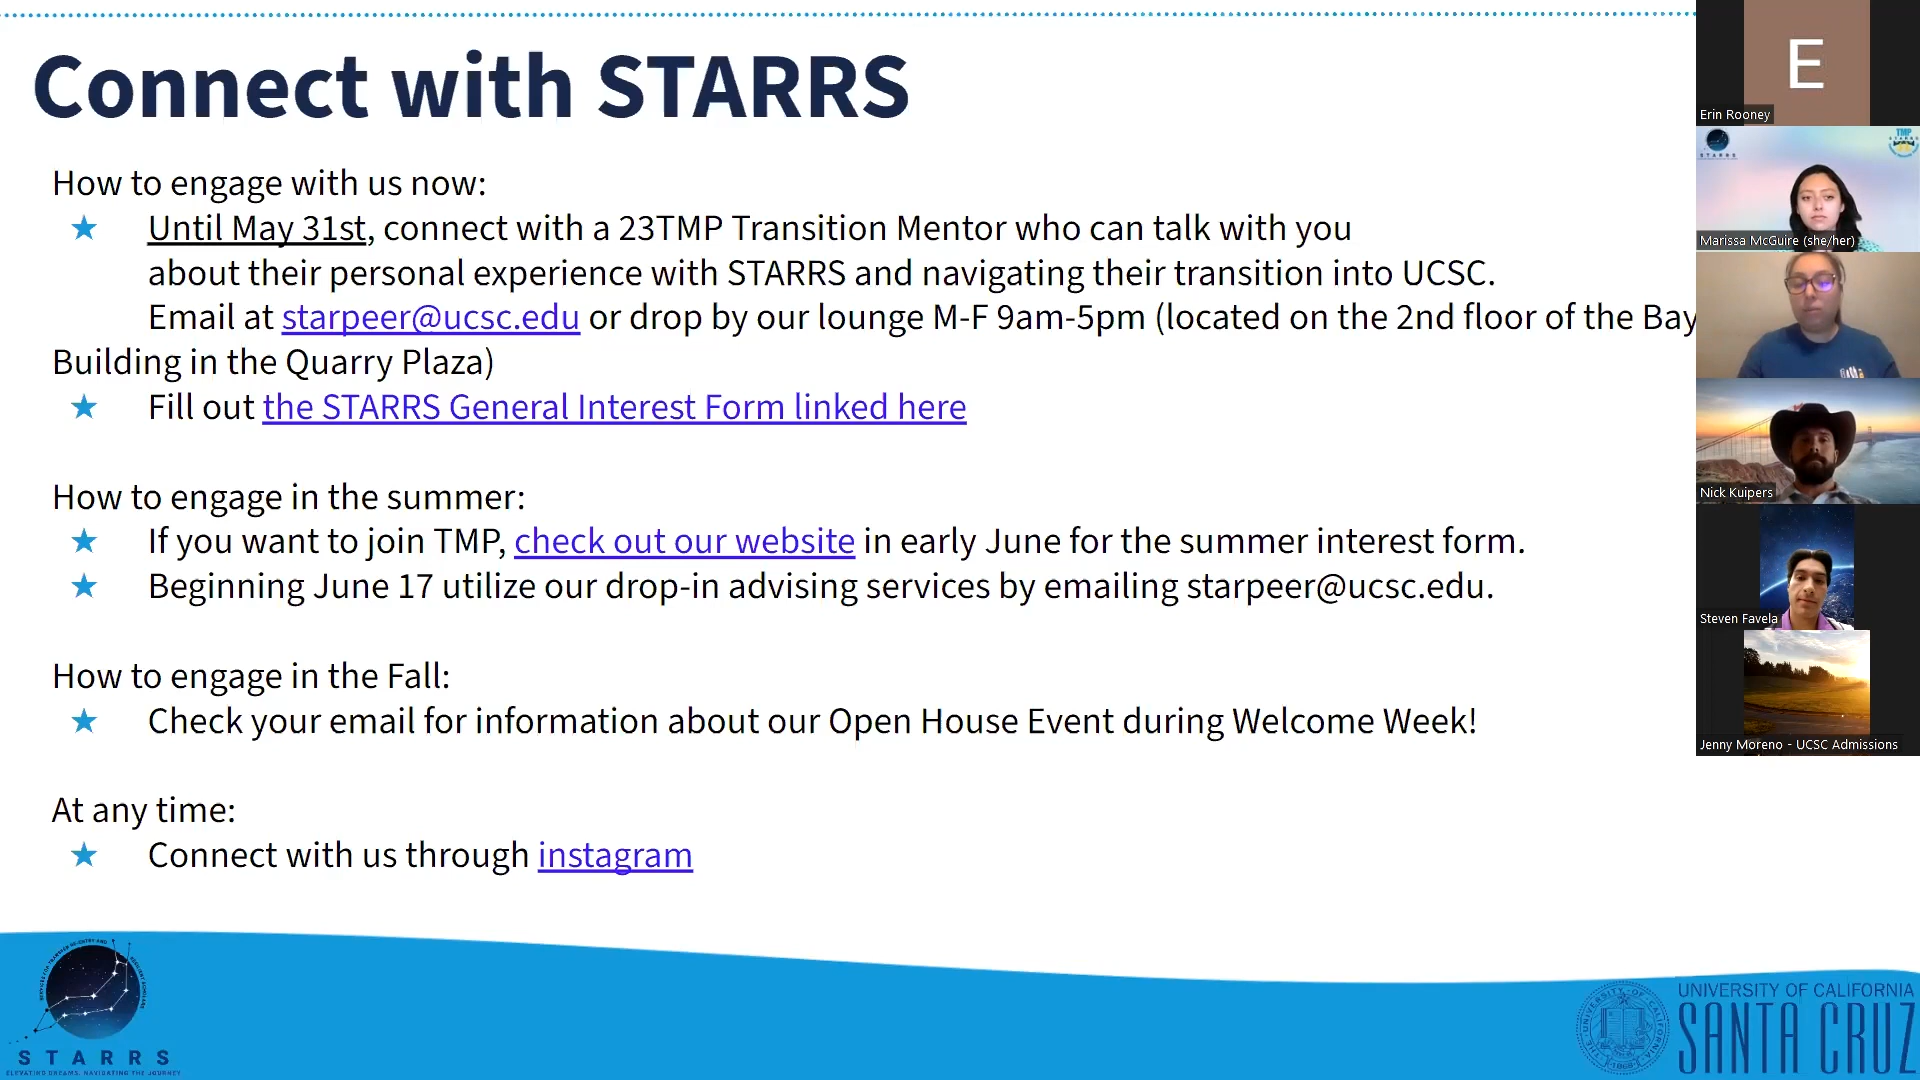 Connect with STARRS
How to engage with us now:
★ Until May 31st, connect with a 23TMP Transition Mentor who can talk with you
about their personal experience with STARRS and navigating their transition into UCSC.
Email at starpeer@ucsc.edu or drop by our lounge M-F 9am-5pm (located on the 2nd floor of the Bay
Building in the Quarry Plaza)
★ Fill out the STARRS General Interest Form linked here
How to engage in the summer:
★ If you want to join TMP, check out our website in early June for the summer interest form.
★ Beginning June 17 utilize our drop-in advising services by emailing starpeer@ucsc.edu.
How to engage in the Fall:
★ Check your email for information about our Open House Event during Welcome Week!
At any time:
★ Connect with us through instagram
STARRS
ELEVATING DREAMS, NAVIGATING THE JOURNEY
UNIVERSITY OF CALIFORNIA
SANTA CRUZ
THE UNIVERSITY OF CALIFORNIA
1868
E
Erin Rooney
STARRS
TMP
Marissa McGuire (she/her)
Nick Kuipers
Steven Favela
Jenny Moreno - UCSC Admissions